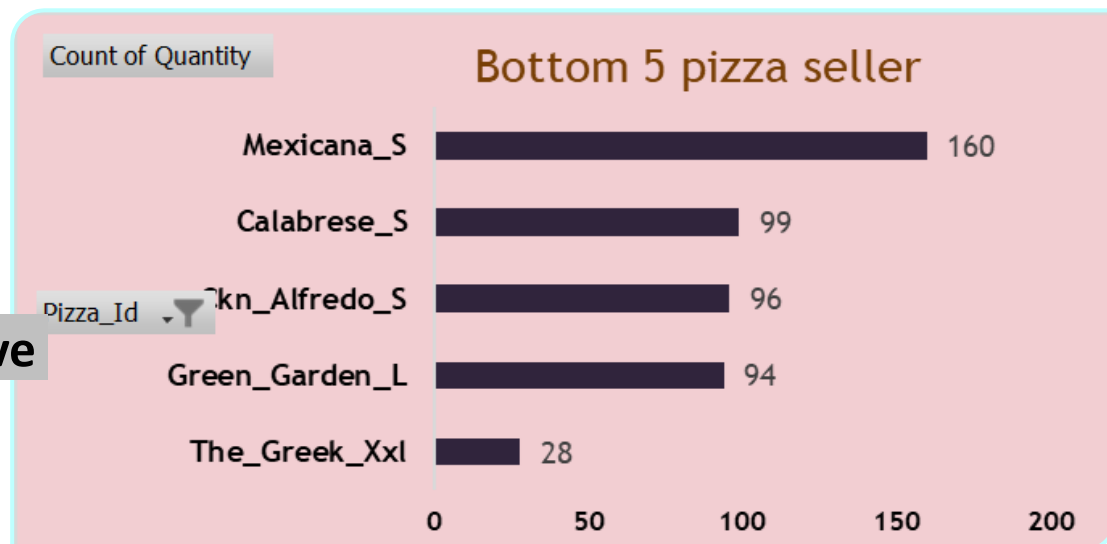 Count of Quantity
Bottom 5 pizza seller
Mexicana_S
160
Calabrese_S
99
Ckn_Alfredo_S
96
Pizza_Id
Green_Garden_L
94
The_Greek_Xxl
28
0 50 100 150 200